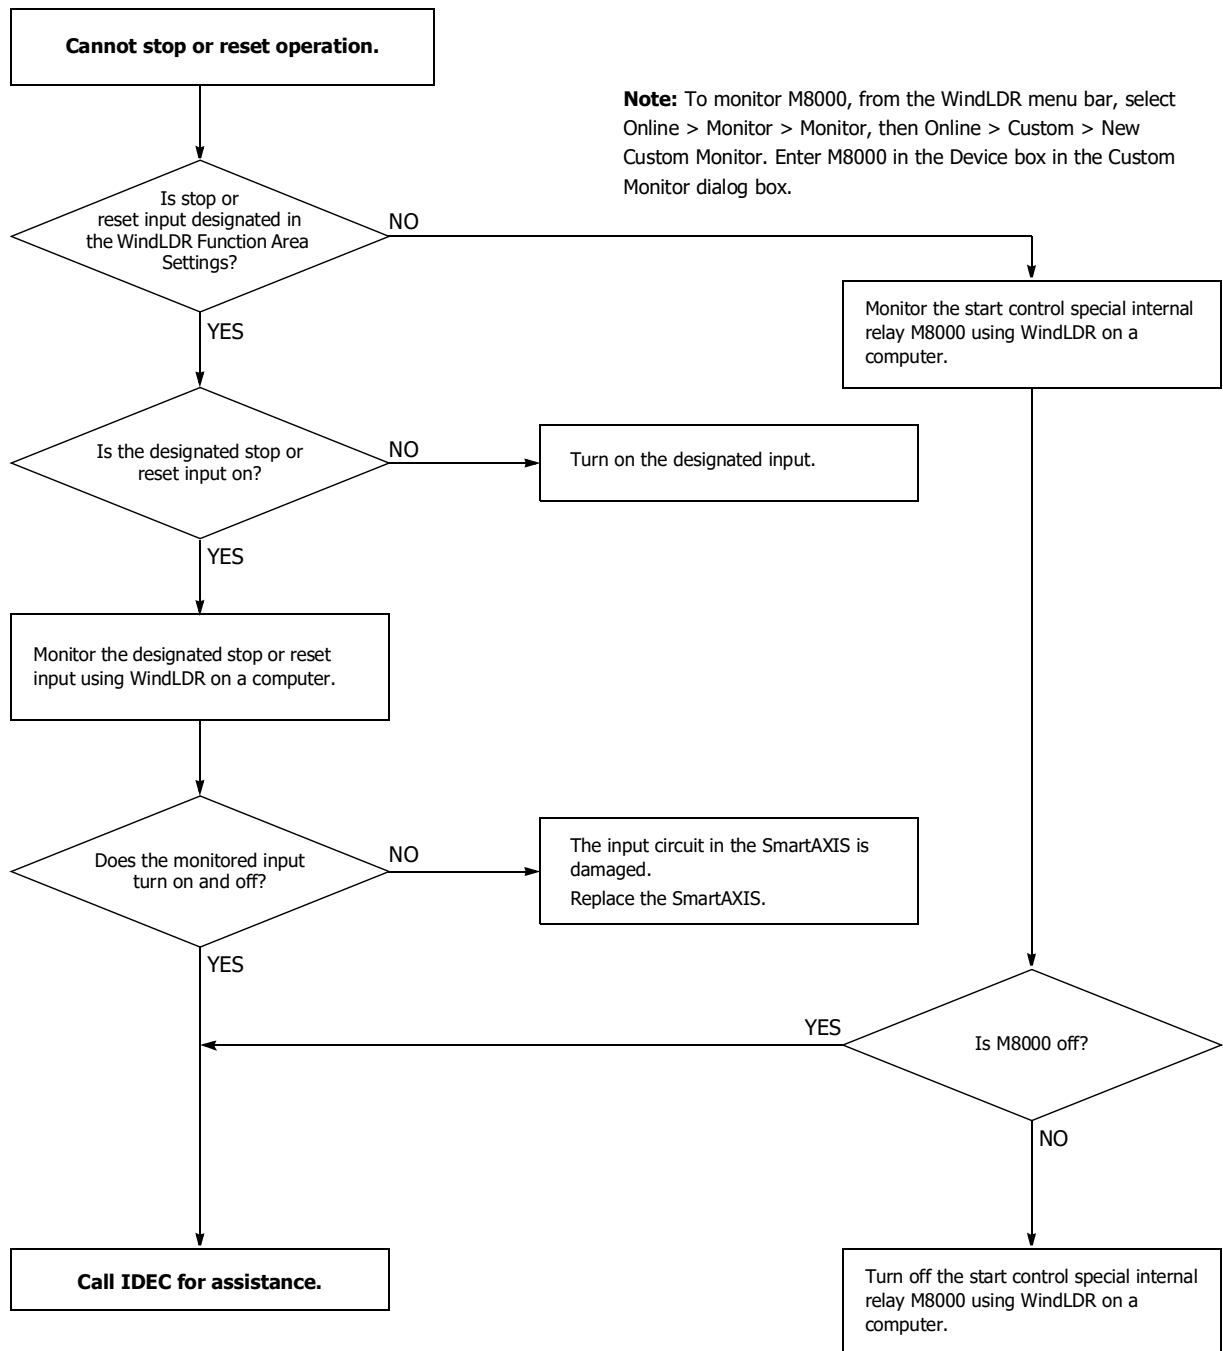 Cannot stop or reset operation.
Note: To monitor M8000, from the WindLDR menu bar, select
Online > Monitor > Monitor, then Online > Custom > New
Custom Monitor. Enter M8000 in the Device box in the Custom
Monitor dialog box.
Is stop or
reset input designated in
the WindLDR Function Area
Settings?
NO
YES
Monitor the start control special internal
relay M8000 using WindLDR on a
computer.
Is the designated stop or
reset input on?
NO
Turn on the designated input.
YES
Monitor the designated stop or reset
input using WindLDR on a computer.
Does the monitored input
turn on and off?
NO
The input circuit in the SmartAXIS is
damaged.
Replace the SmartAXIS.
YES
YES
Is M8000 off?
NO
Call IDEC for assistance.
Turn off the start control special internal
relay M8000 using WindLDR on a
computer.